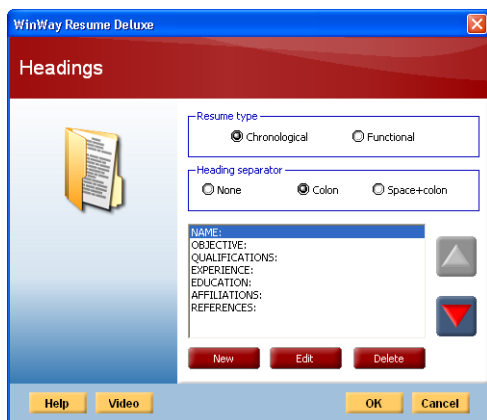 WinWay Resume Deluxe
Headings
Resume type
Chronological Functional
Heading separator
None Colon Space+colon
NAME:
OBJECTIVE:
QUALIFICATIONS:
EXPERIENCE:
EDUCATION:
AFFILIATIONS:
REFERENCES:
New Edit Delete
Help Video OK Cancel